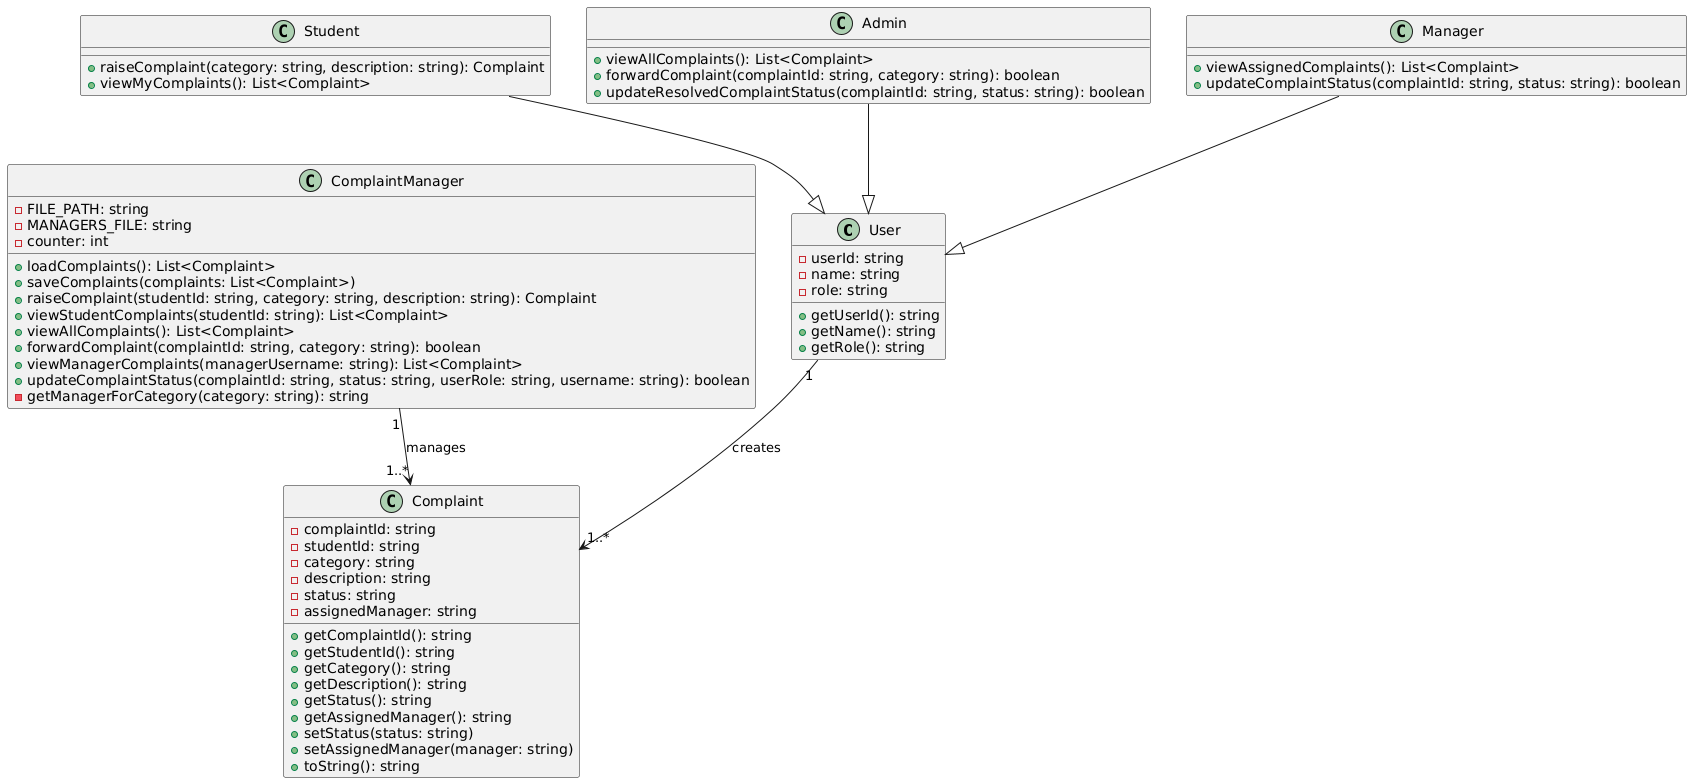 C Student
raiseComplaint(category: string, description: string): Complaint
viewMyComplaints(): List<Complaint>
C Admin
viewAllComplaints(): List<Complaint>
forwardComplaint(complaintId: string, category: string): boolean
updateResolvedComplaintStatus(complaintId: string, status: string): boolean
C Manager
viewAssignedComplaints(): List<Complaint>
updateComplaintStatus(complaintId: string, status: string): boolean
C ComplaintManager
FILE_PATH: string
MANAGERS_FILE: string
counter: int
loadComplaints(): List<Complaint>
saveComplaints(complaints: List<Complaint>)
raiseComplaint(studentId: string, category: string, description: string): Complaint
viewStudentComplaints(studentId: string): List<Complaint>
viewAllComplaints(): List<Complaint>
forwardComplaint(complaintId: string, category: string): boolean
viewManagerComplaints(managerUsername: string): List<Complaint>
updateComplaintStatus(complaintId: string, status: string, userRole: string, username: string): boolean
getManagerForCategory(category: string): string
C User
userId: string
name: string
role: string
getUserId(): string
getName(): string
getRole(): string
1
manages
1..*
1
creates
1..*
C Complaint
complaintId: string
studentId: string
category: string
description: string
status: string
assignedManager: string
getComplaintId(): string
getStudentId(): string
getCategory(): string
getDescription(): string
getStatus(): string
getAssignedManager(): string
setStatus(status: string)
setAssignedManager(manager: string)
toString(): string